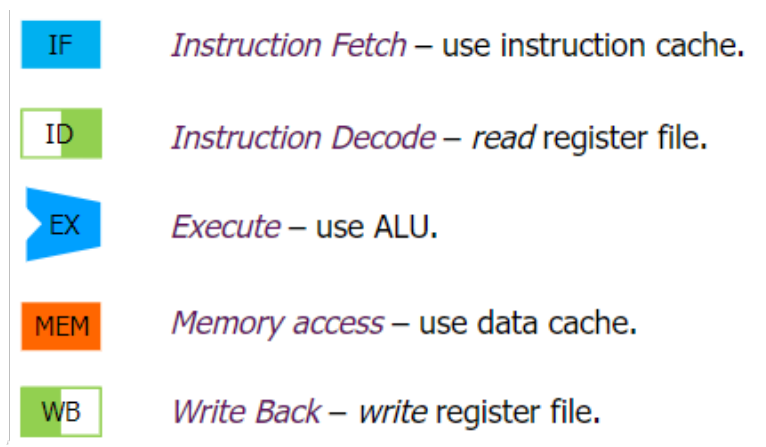 IF Instruction Fetch – use instruction cache.
ID Instruction Decode – read register file.
EX Execute – use ALU.
MEM Memory access – use data cache.
WB Write Back – write register file.